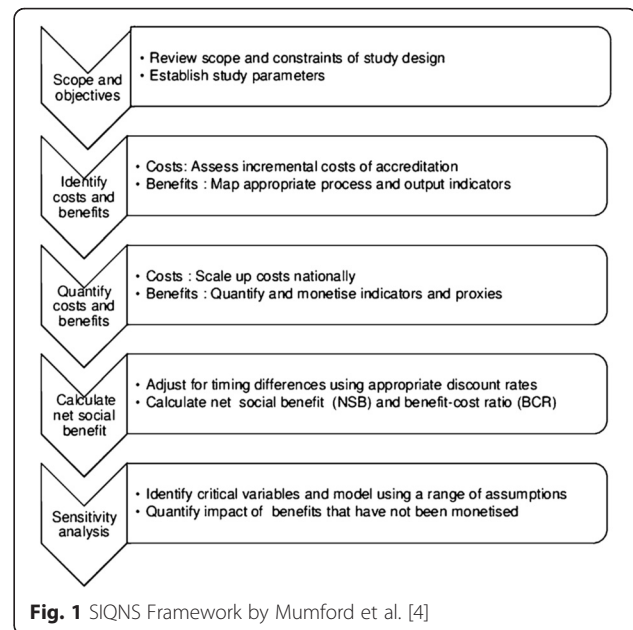 Scope and
objectives
• Review scope and constraints of study design
• Establish study parameters
Identify
costs and
benefits
• Costs: Assess incremental costs of accreditation
• Benefits : Map appropriate process and output indicators
Quantify
costs and
benefits
• Costs : Scale up costs nationally
• Benefits : Quantify and monetise indicators and proxies
Calculate
net social
benefit
• Adjust for timing differences using appropriate discount rates
• Calculate net social benefit (NSB) and benefit-cost ratio (BCR)
Sensitivity
analysis
• Identify critical variables and model using a range of assumptions
• Quantify impact of benefits that have not been monetised
Fig. 1 SIQNS Framework by Mumford et al. [4]